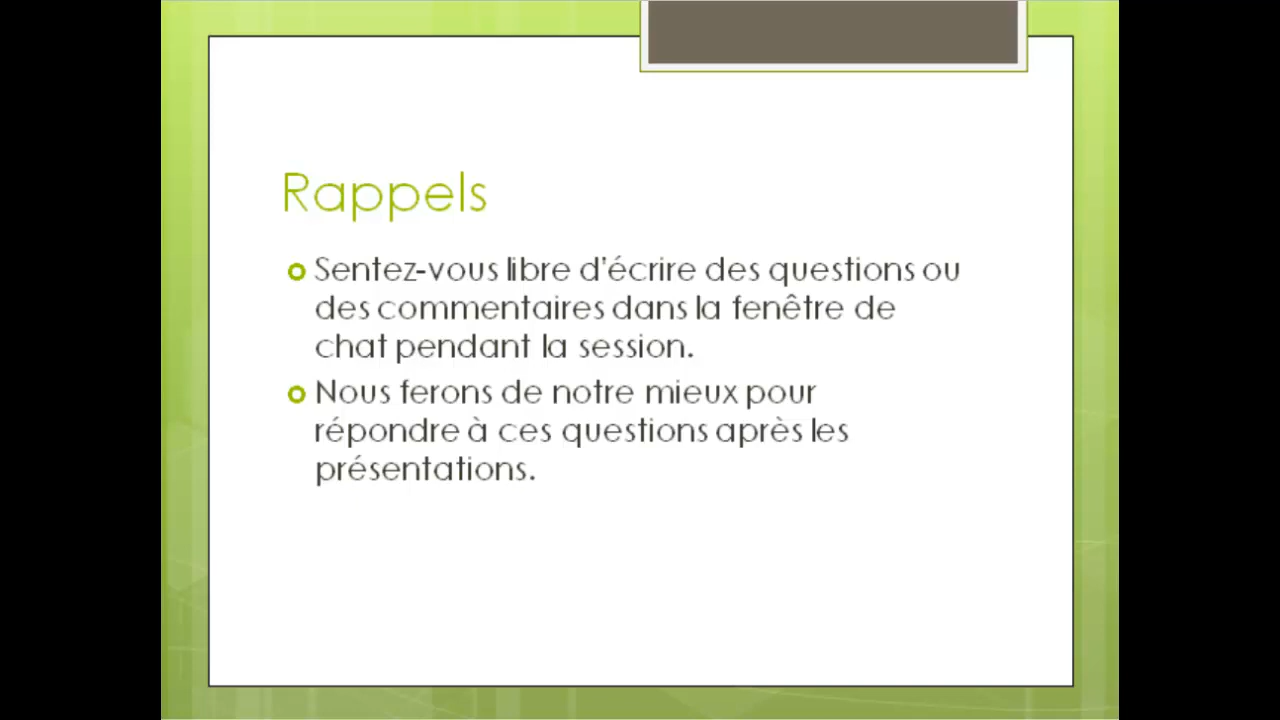 Rappels
Sentez-vous libre d'écrire des questions ou
des commentaires dans la fenêtre de
chat pendant la session.
Nous ferons de notre mieux pour
répondre à ces questions après les
présentations.